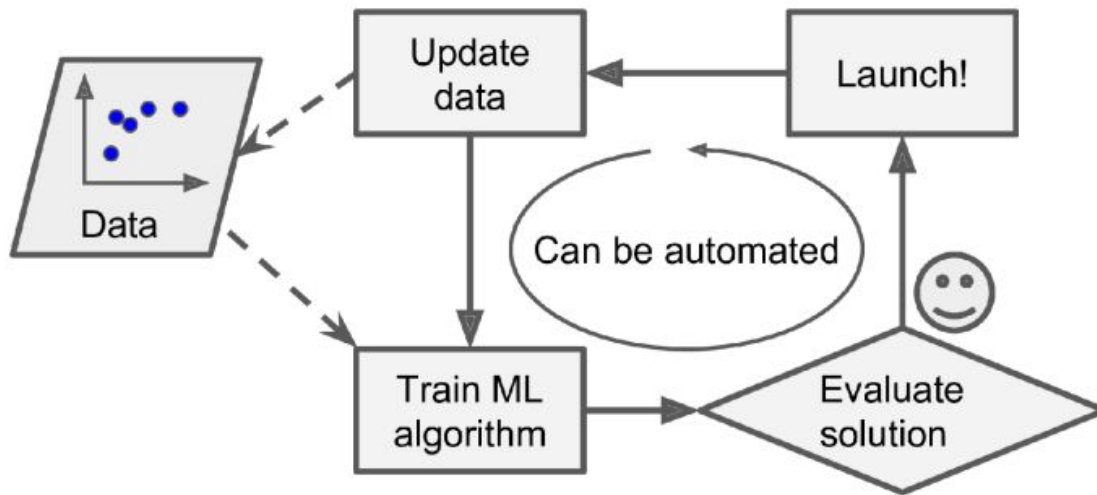 Update
data
Launch!
Data
Can be automated
Train ML
algorithm
Evaluate
solution